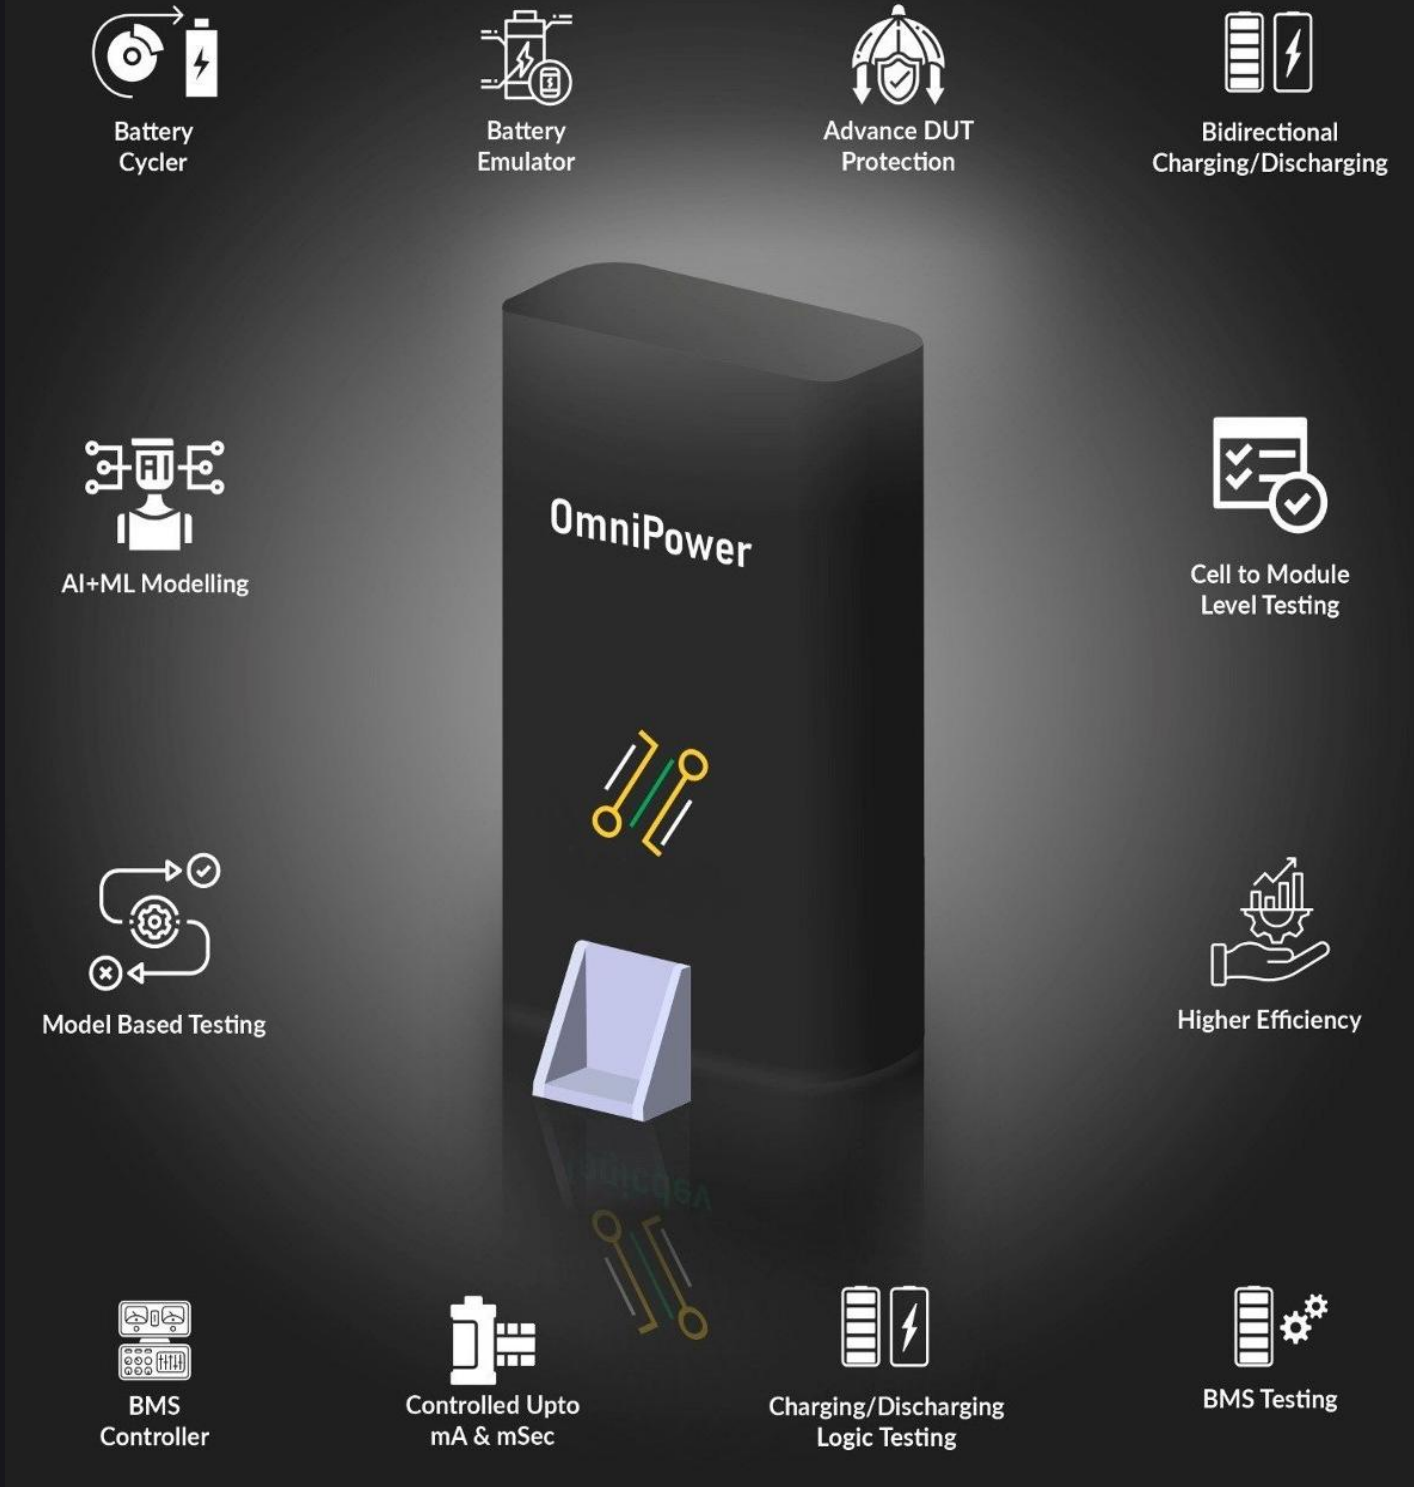 Battery
Cycler
Battery
Emulator
Advance DUT
Protection
Bidirectional
Charging/Discharging
OmniPower
AI+ML Modelling
Cell to Module
Level Testing
Model Based Testing
Higher Efficiency
BMS
Controller
Controlled Upto
mA & mSec
Charging/Discharging
Logic Testing
BMS Testing